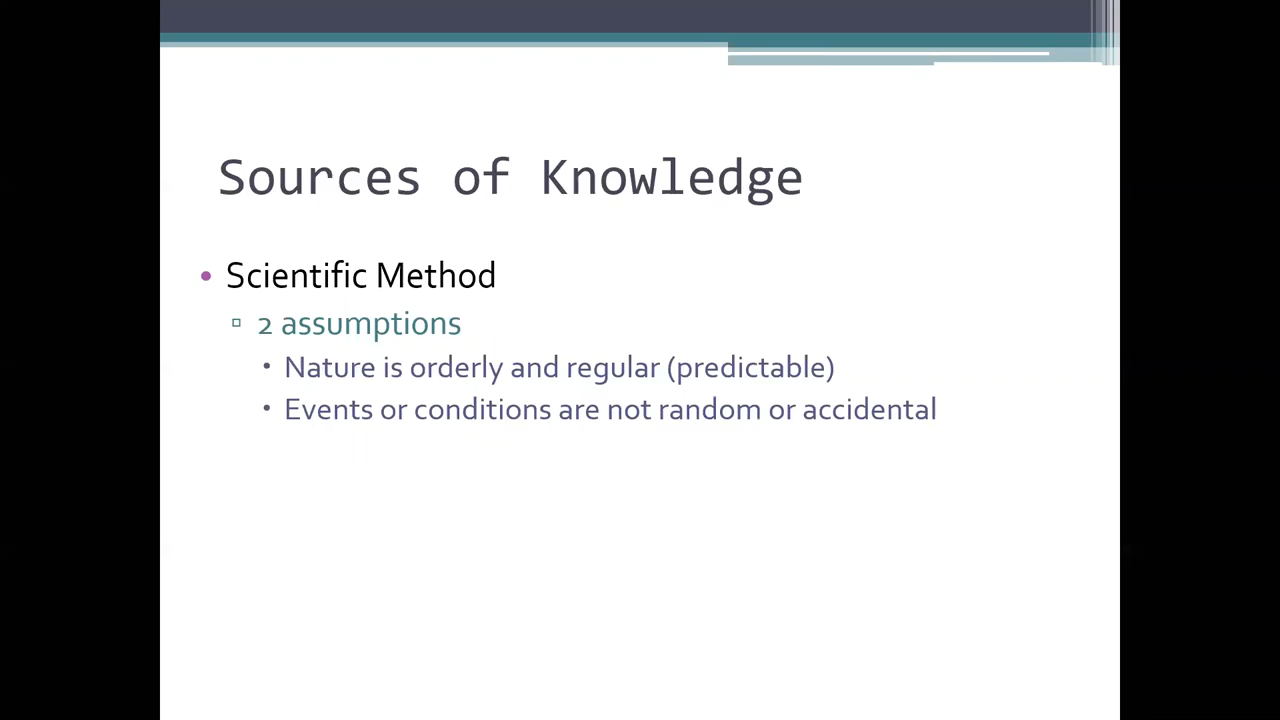 Sources of Knowledge
• Scientific Method
▫ 2 assumptions
• Nature is orderly and regular (predictable)
• Events or conditions are not random or accidental